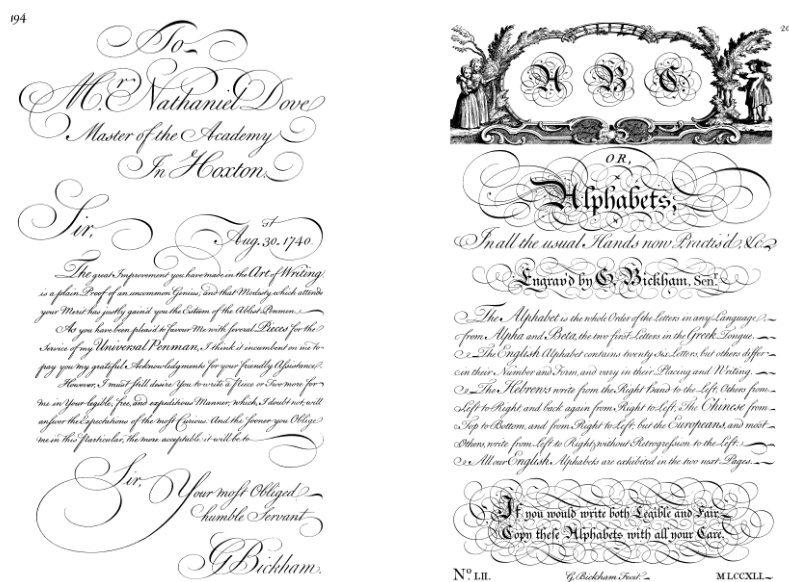 194
To
Mr. Nathaniel Dove
Master of the Academy
In Hoxton.
Sir,
Aug.st 30. 1740.
The great Improvement you have made in the Art of Writing
is a plain Proof of an uncommon Genius, and that Modesty which attends
your Merit has justly gain'd you the Esteem of the Ablest Penmen.
As you have been pleas'd to favour Me with several Pieces for the
Service of my Universal Penman, I think it incumbent on me to
pay you my grateful Acknowledgments for your friendly Assistance.
However, I must still desire You to write a Piece or Two more for
me in Your legible, free, and expeditious Manner, which, I doubt not, will
answer the Expectations of the most Curious. And the sooner you Oblige
me in this Particular, the more acceptable it will be to
Sir,
Your most Obliged
humble Servant
G Bickham.
20
A B C.
OR,
Alphabets,
In all the usual Hands now Practis'd, &c.
Engrav'd by G. Bickham, Senr.
The Alphabet is the whole Order of the Letters in any Language
from Alpha and Beta, the two first Letters in the Greek Tongue.
The English Alphabet contains twenty-six Letters, but others differ
in their Number and Form, and vary in their Placing and Writing.
The Hebrews write from the Right Hand to the Left, Others from
Left to Right and back again from Right to Left, The Chinese from
Top to Bottom, and from Right to Left; but the Europeans, and most
Others, write from Left to Right, without Retrogression to the Left.
All our English Alphabets are exhibited in the two next Pages.
If you would write both Legible and Fair,
Copy these Alphabets with all your Care.
No. LII.
G. Bickham Fecit.
MLCCXLI